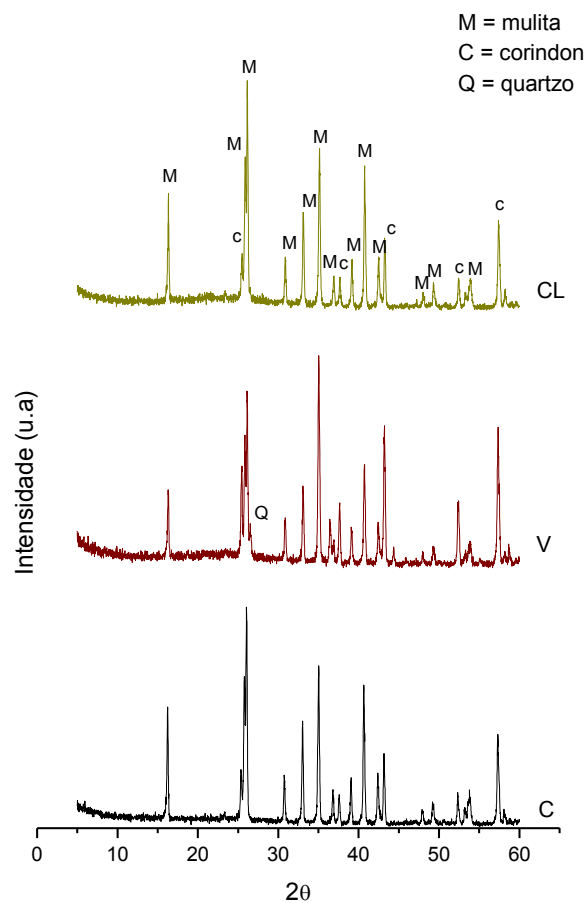 M = mulita
C = corindon
Q = quartzo
M
M
M
M
M
c
M
M
M
c
M
M
c
M
M
c
M
c
CL
Q
V
C
Intensidade (u.a)
0 10 20 30 40 50 60
2θ